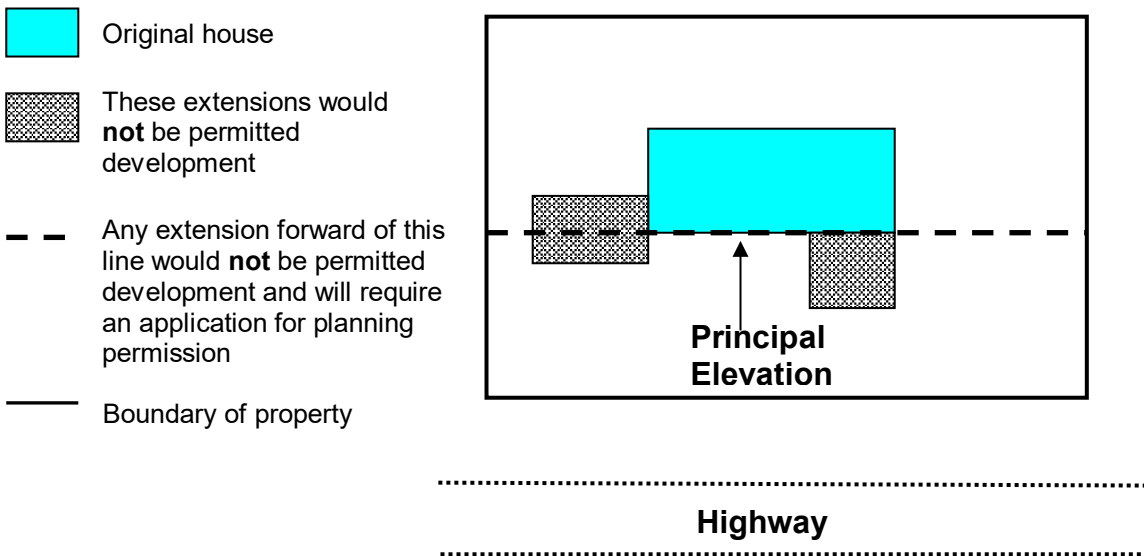 Original house
These extensions would
not be permitted
development
Any extension forward of this
line would not be permitted
development and will require
an application for planning
permission
Boundary of property
Principal
Elevation
Highway